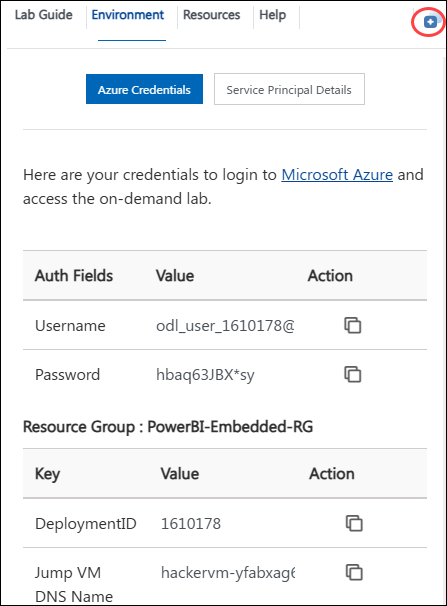 Lab Guide Environment Resources Help
Azure Credentials Service Principal Details
Here are your credentials to login to Microsoft Azure and
access the on-demand lab.
Auth Fields Value Action
Username odl_user_1610178@
Password hbaq63JBX*sy
Resource Group : PowerBI-Embedded-RG
Key Value Action
DeploymentID 1610178
Jump VM hackervm-yfabxag6
DNS Name